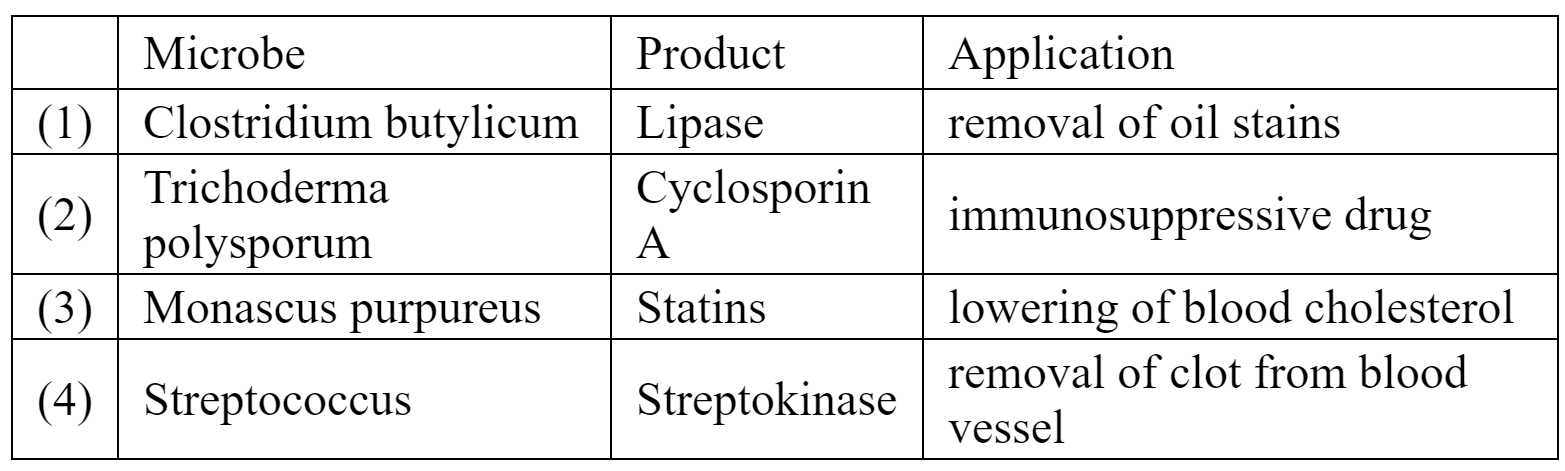 Microbe Product Application
(1) Clostridium butylicum Lipase removal of oil stains
(2) Trichoderma polysporum Cyclosporin A immunosuppressive drug
(3) Monascus purpureus Statins lowering of blood cholesterol
(4) Streptococcus Streptokinase removal of clot from blood vessel